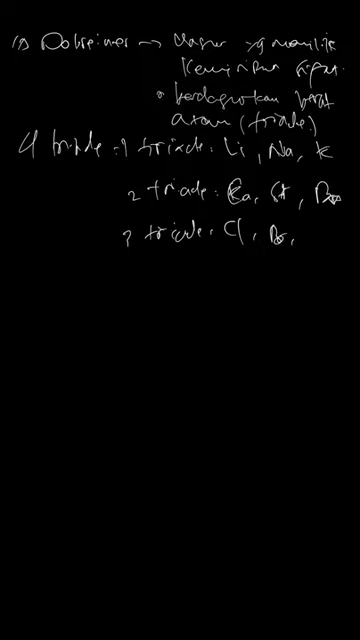 1) Dobreiner → Unsur yg memiliki
kemiripan sifat.
• berdasarkan berat
atom (triade)
4 triade : 1 triade : Li, Na, K
2 triade : Ca, Sr, Ba
3 triade : Cl, Br,